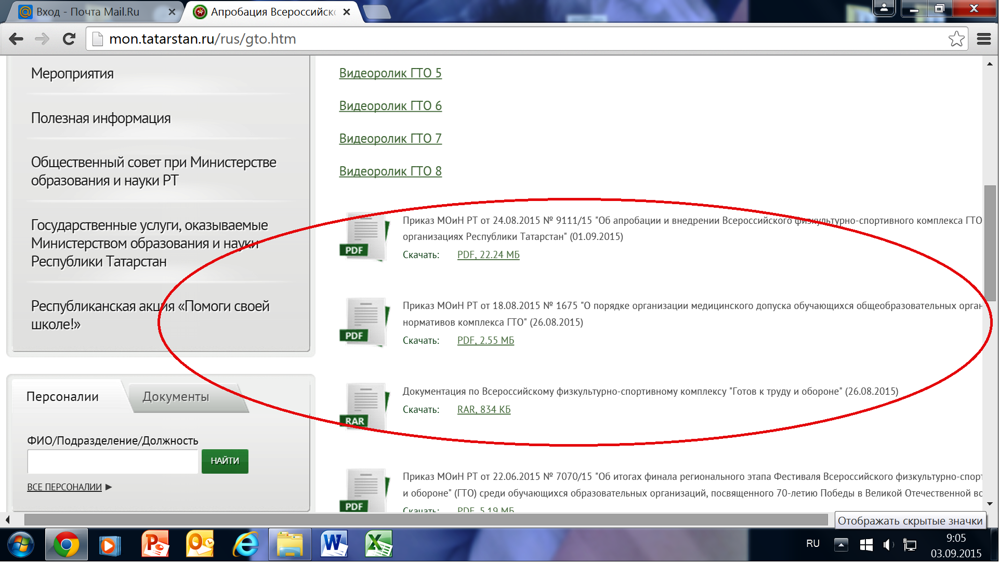 Вход - Почта Mail.Ru
Апробация Всероссийско
mon.tatarstan.ru/rus/gto.htm
Мероприятия
Полезная информация
Общественный совет при Министерстве
образования и науки РТ
Государственные услуги, оказываемые
Министерством образования и науки
Республики Татарстан
Республиканская акция «Помоги своей
школе!»
Персоналии
Документы
ФИО/Подразделение/Должность
НАЙТИ
ВСЕ ПЕРСОНАЛИИ
Видеоролик ГТО 5
Видеоролик ГТО 6
Видеоролик ГТО 7
Видеоролик ГТО 8
PDF
Приказ МОиН РТ от 24.08.2015 № 9111/15 "Об апробации и внедрении Всероссийского физкультурно-спортивного комплекса ГТО
организациях Республики Татарстан" (01.09.2015)
Скачать: PDF, 22.24 МБ
PDF
Приказ МОиН РТ от 18.08.2015 № 1675 "О порядке организации медицинского допуска обучающихся общеобразовательных орган
нормативов комплекса ГТО" (26.08.2015)
Скачать: PDF, 2.55 МБ
RAR
Документация по Всероссийскому физкультурно-спортивному комплексу "Готов к труду и обороне" (26.08.2015)
Скачать: RAR, 834 КБ
PDF
Приказ МОиН РТ от 22.06.2015 № 7070/15 "Об итогах финала регионального этапа Фестиваля Всероссийского физкультурно-спорт
и обороне" (ГТО) среди обучающихся образовательных организаций, посвященного 70-летию Победы в Великой Отечественной во
Скачать: PDF, 5.19 МБ
Отображать скрытые значки
RU
9:05
03.09.2015